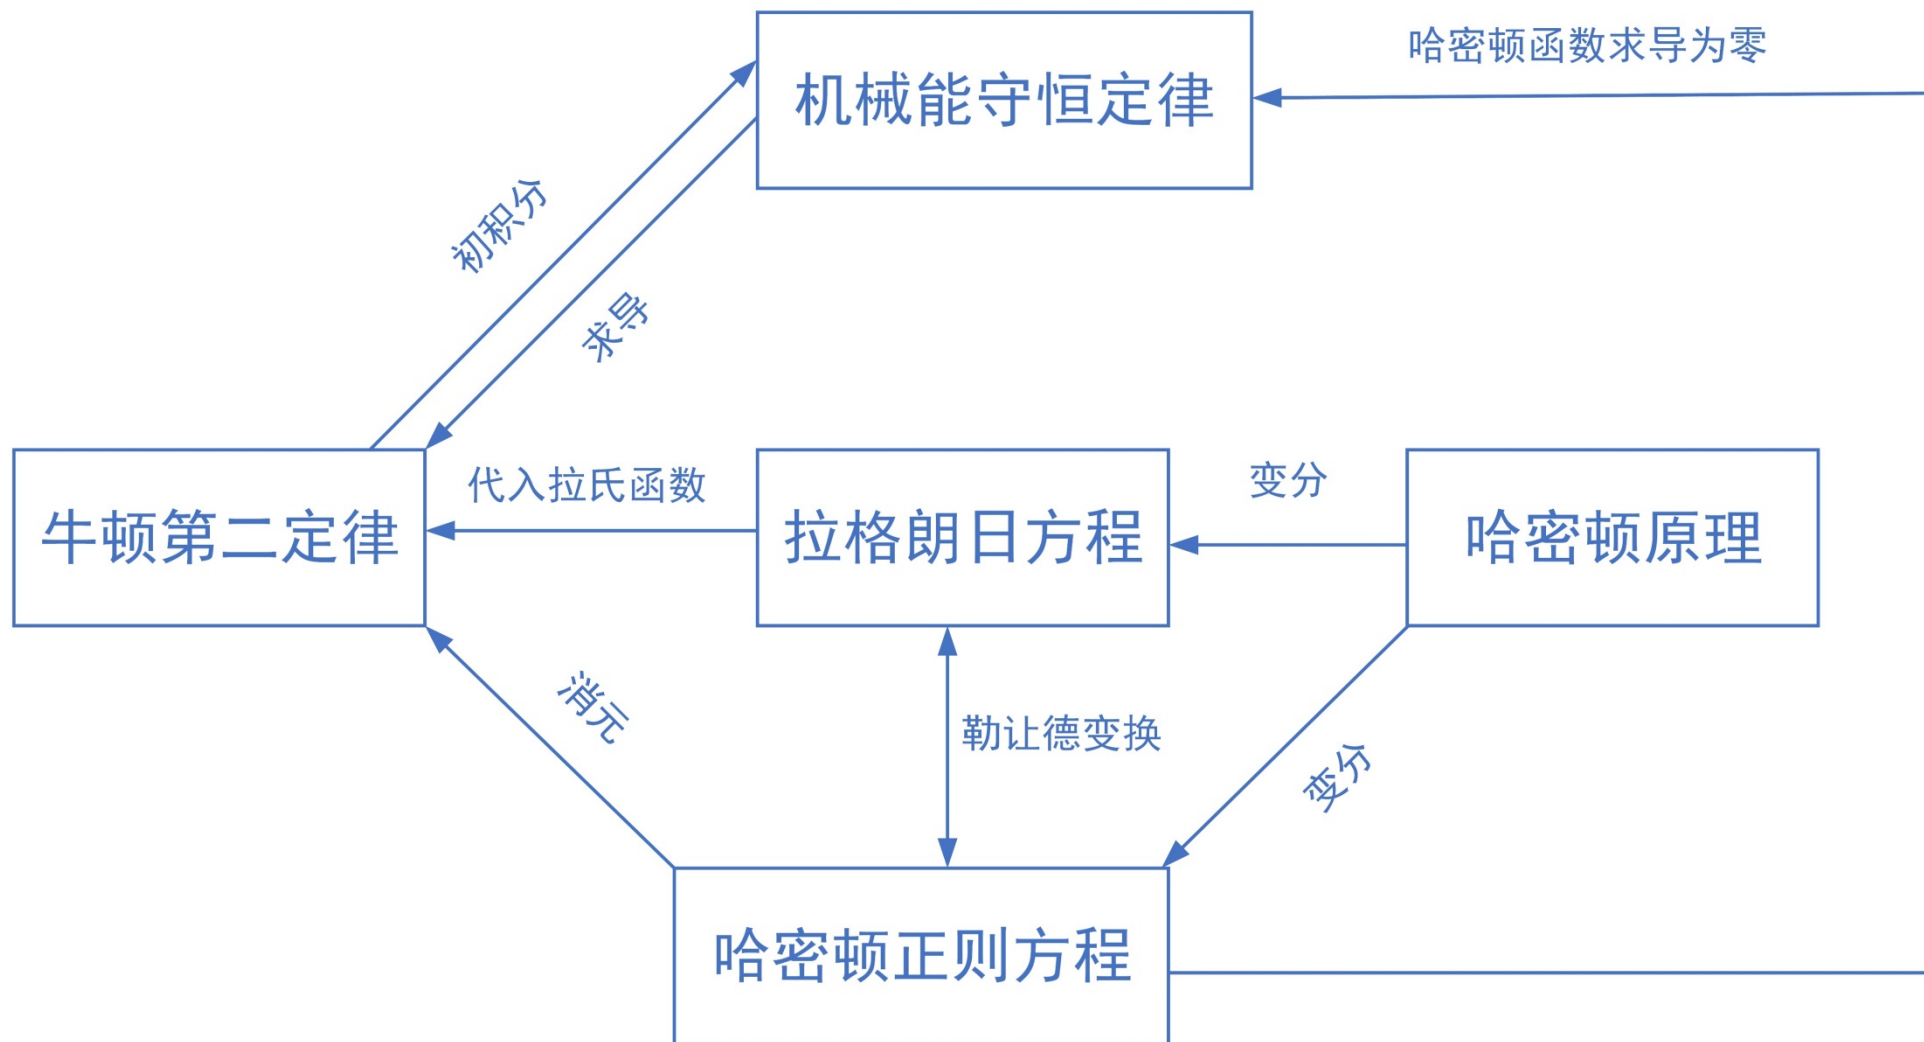 哈密顿函数求导为零
机械能守恒定律
初积分
求导
代入拉氏函数
变分
牛顿第二定律
拉格朗日方程
哈密顿原理
消元
勒让德变换
变分
哈密顿正则方程